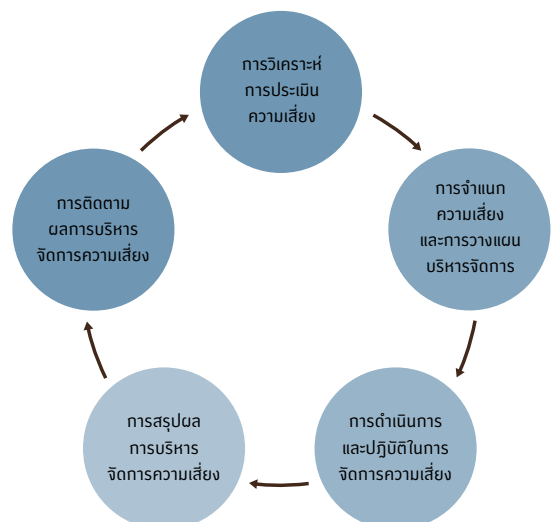 การวิเคราะห์
การประเมิน
ความเสี่ยง
การจำแนก
ความเสี่ยง
และการวางแผน
บริหารจัดการ
การดำเนินการ
และปฏิบัติในการ
จัดการความเสี่ยง
การสรุปผล
การบริหาร
จัดการความเสี่ยง
การติดตาม
ผลการบริหาร
จัดการความเสี่ยง